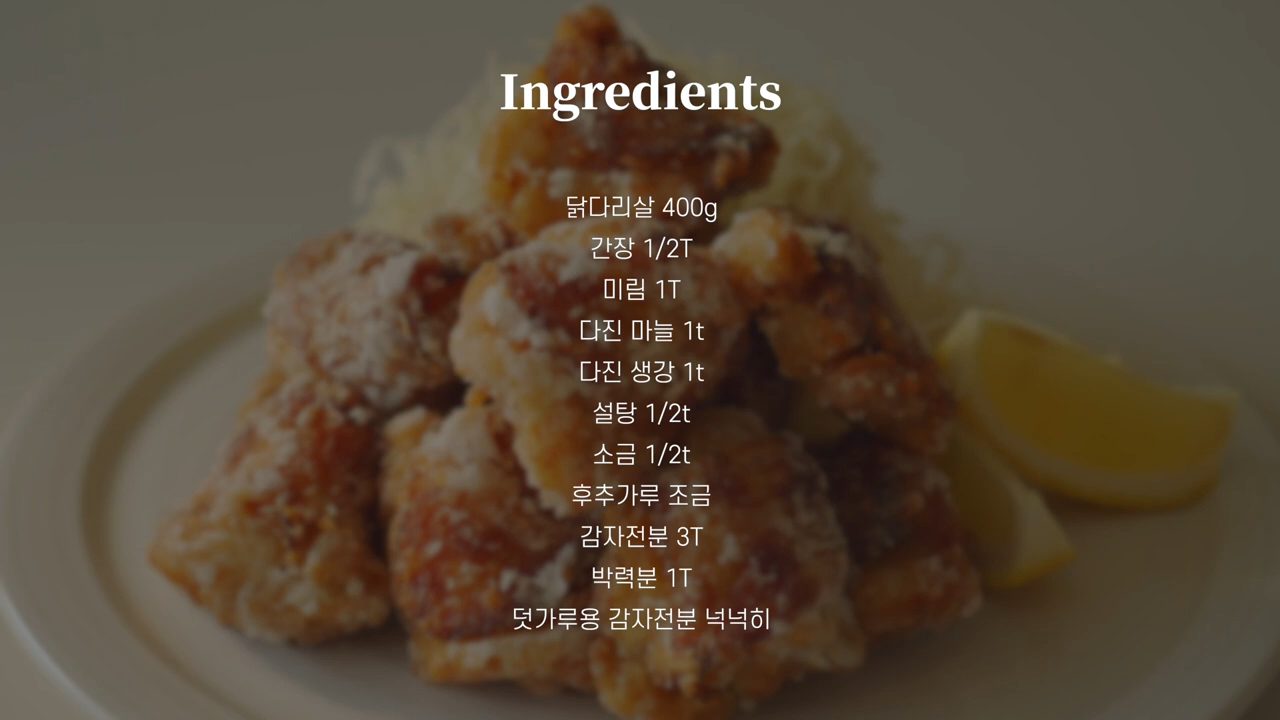 Ingredients
닭다리살 400g
간장 1/2T
미림 1T
다진 마늘 1t
다진 생강 1t
설탕 1/2t
소금 1/2t
후추가루 조금
감자전분 3T
박력분 1T
덧가루용 감자전분 넉넉히